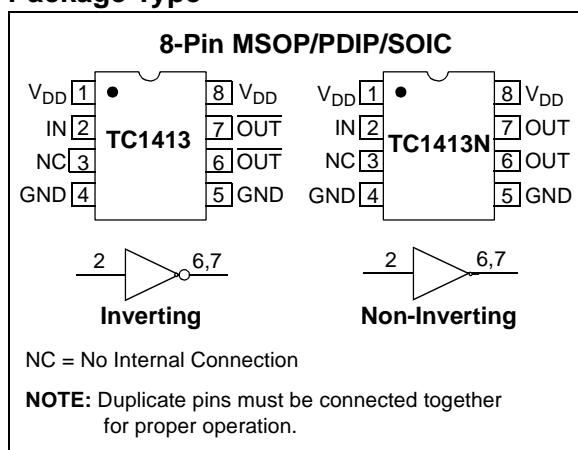 Package Type
8-Pin MSOP/PDIP/SOIC
VDD 1 8 VDD
IN 2 7 OUT
NC 3 6 OUT
GND 4 5 GND
TC1413
VDD 1 8 VDD
IN 2 7 OUT
NC 3 6 OUT
GND 4 5 GND
TC1413N
2 6,7
Inverting
2 6,7
Non-Inverting
NC = No Internal Connection
NOTE: Duplicate pins must be connected together
for proper operation.